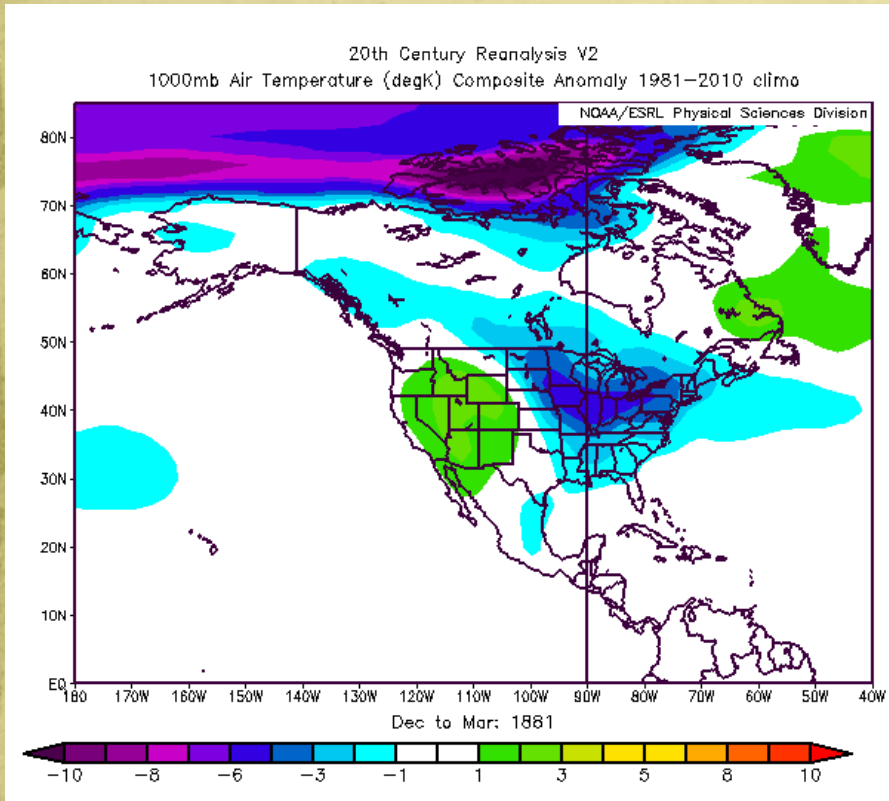 20th Century Reanalysis V2
1000mb Air Temperature (degK) Composite Anomaly 1981−2010 climo
NOAA/ESRL Physical Sciences Division
80N
70N
60N
50N
40N
30N
20N
10N
EQ
180 170W 160W 150W 140W 130W 120W 110W 100W 90W 80W 70W 60W 50W 40W
Dec to Mar: 1881
−10 −8 −6 −3 −1 1 3 5 8 10